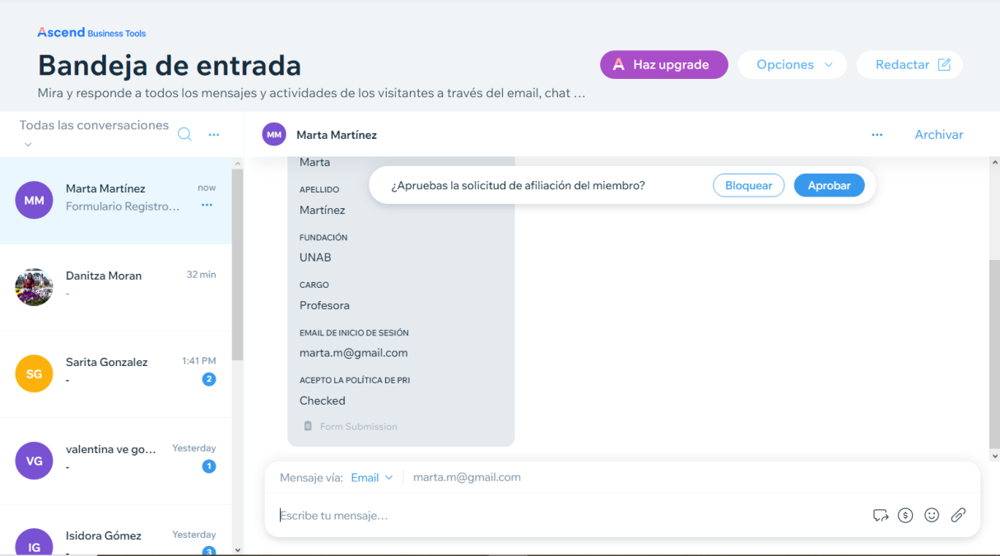 Ascend Business Tools
Bandeja de entrada
Mira y responde a todos los mensajes y actividades de los visitantes a través del email, chat ...
Haz upgrade
Opciones
Redactar
Todas las conversaciones
MM Marta Martínez
Archivar
MM
Marta Martínez now
Formulario Registro...
Danitza Moran 32 min
-
SG
Sarita Gonzalez 1:41 PM
- 2
VG
valentina ve go... Yesterday
- 1
IG
Isidora Gómez Yesterday
- 3
Marta
¿Apruebas la solicitud de afiliación del miembro? Bloquear Aprobar
APELLIDO
Martínez
FUNDACIÓN
UNAB
CARGO
Profesora
EMAIL DE INICIO DE SESIÓN
marta.m@gmail.com
ACEPTO LA POLÍTICA DE PRI
Checked
Form Submission
Mensaje vía: Email marta.m@gmail.com
Escribe tu mensaje...